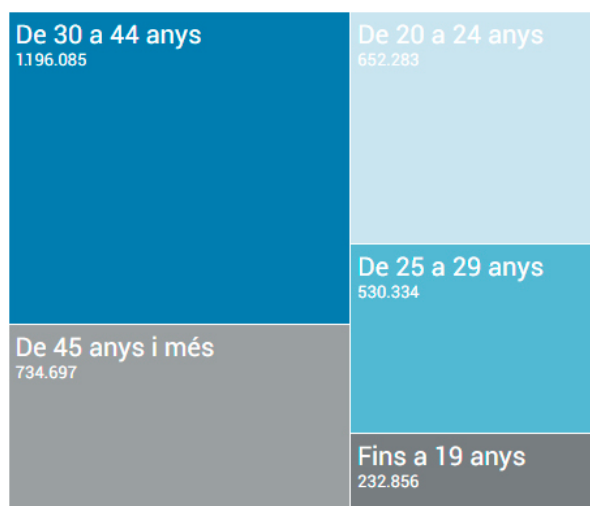 De 30 a 44 anys
1.196.085
De 20 a 24 anys
652.283
De 25 a 29 anys
530.334
De 45 anys i més
734.697
Fins a 19 anys
232.856